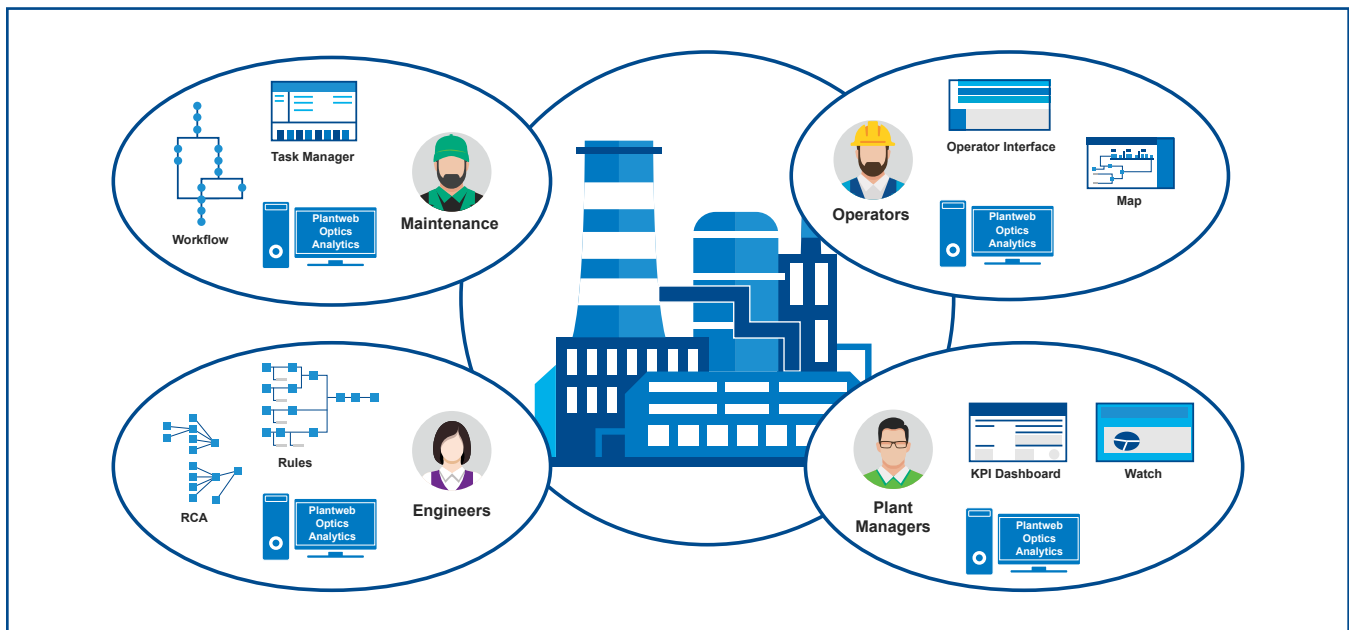 Task Manager
Workflow
Plantweb
Optics
Analytics
Maintenance
Operator Interface
Operators
Map
Plantweb
Optics
Analytics
Rules
RCA
Plantweb
Optics
Analytics
Engineers
KPI Dashboard
Watch
Plant
Managers
Plantweb
Optics
Analytics